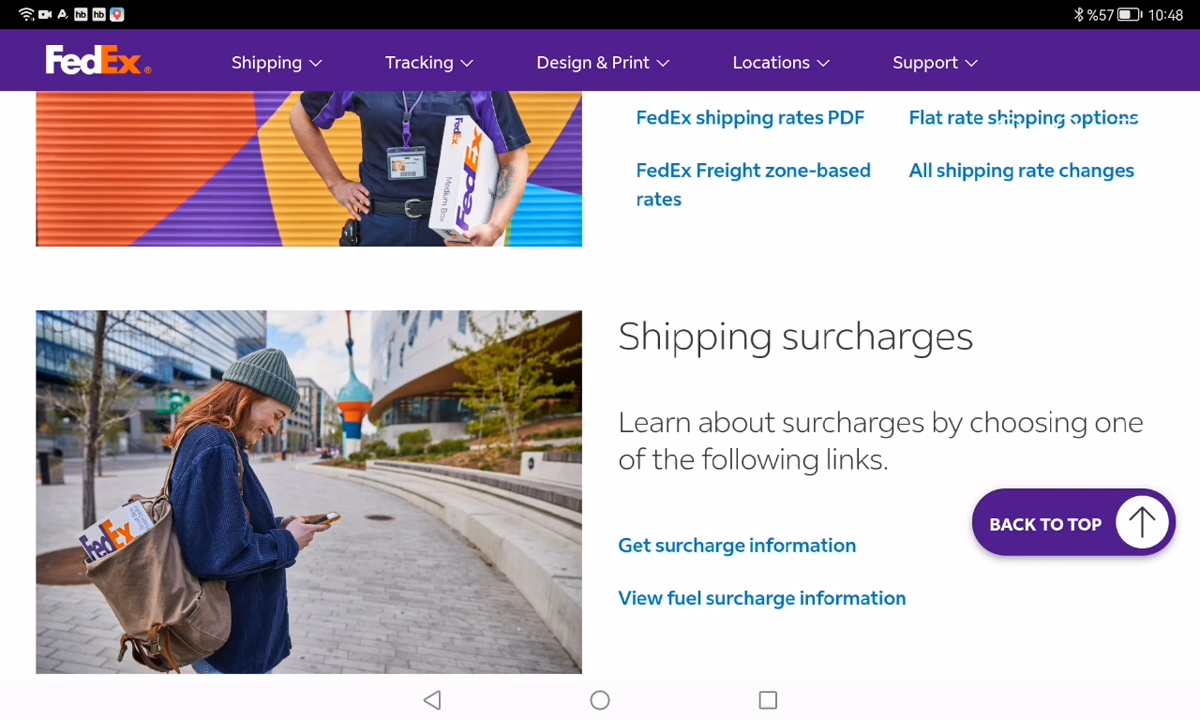 %57 10:48
FedEx®
Shipping
Tracking
Design & Print
Locations
Support
FedEx shipping rates PDF
Flat rate shipping options
FedEx Freight zone-based
rates
All shipping rate changes
FedEx
FedEx
Medium Box
Shipping surcharges
Learn about surcharges by choosing one
of the following links.
Get surcharge information
View fuel surcharge information
BACK TO TOP
FedEx